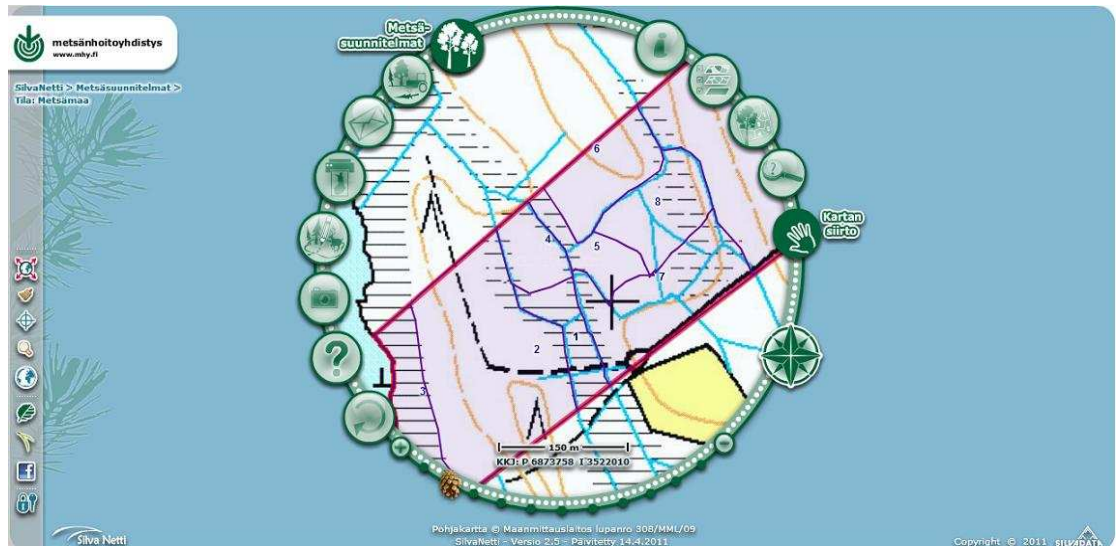 metsänhoitoyhdistys
www.mhy.fi
SilvaNetti > Metsäsuunnitelmat >
Tila: Metsämaa
Metsä-
suunnitelmat
i
Kartan
siirto
?
6
8
4
5
7
1
2
3
150 m
KKJ: P 6873758 I 3522010
Pohjakartta © Maanmittauslaitos lupanro 308/MML/09
SilvaNetti - Versio 2.5 - Päivitetty 14.4.2011
Silva Netti
Copyright © 2011 SILVADATA